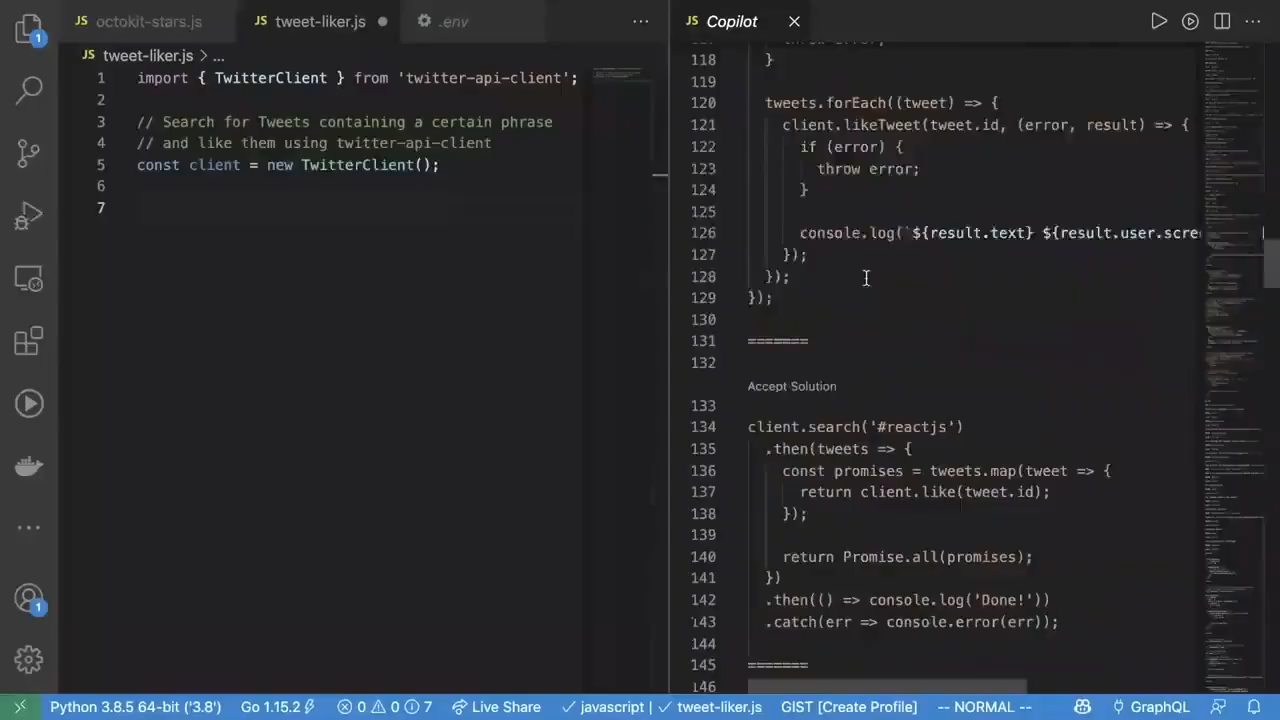 octokit-stars.js
tweet-liker.js
.env
tweet-liker.js > ...
1 import { TwitterClient } from 'twitter-api-client';
2
3 // Search for Tweets containing a certain phrase
4 // and like them using twitter-api-client
5 const client = new TwitterClient();
6
7
Copilot
118 }
119
120 tweets.forEach((tweet) => {
(error, result) => {
122 if (error) {
123 throw error;
124 }
125
126 console.log(`${result.text} ${result.user.scre
127 });
128 });
129 });
130
131 =======
132
Accept Solution
133
134 client.search('#reactjs')
135 .then(tweets => {
136 const promises = tweets.map(tweet => {
137 return client.like(tweet.id);
138 });
139
140 return Promise.all(promises);
141 })
142 .then(() => console.log('Done!'))
143 .catch(err => console.error(err));
144
145 =======
146
1
1
Python 3.8.5 64-bit ('3.8') Go 1.15.2 0 0 7 Live Share javascript | tweet-liker.js GIST [Create Profile] -- NORMAL -- GraphQL